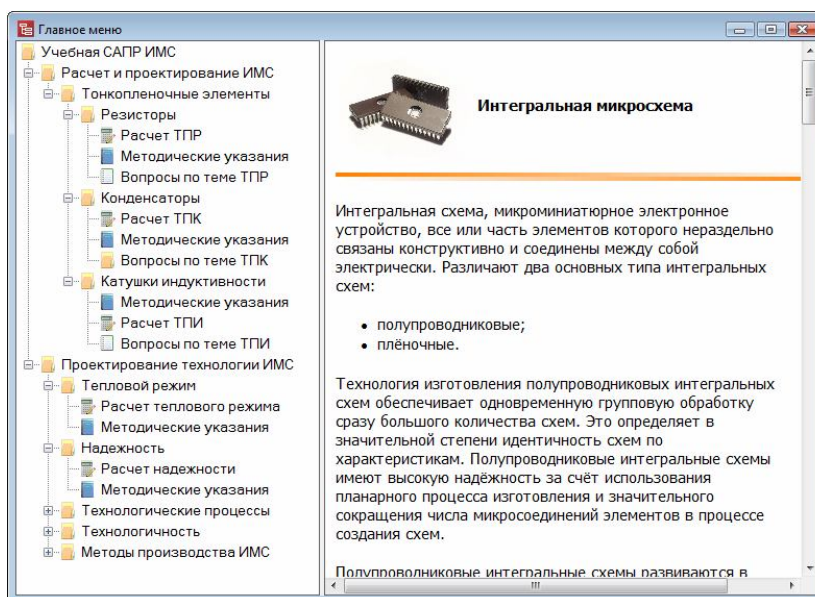 Главное меню
Учебная САПР ИМС
Расчет и проектирование ИМС
Тонкопленочные элементы
Резисторы
Расчет ТПР
Методические указания
Вопросы по теме ТПР
Конденсаторы
Расчет ТПК
Методические указания
Вопросы по теме ТПК
Катушки индуктивности
Методические указания
Расчет ТПИ
Вопросы по теме ТПИ
Проектирование технологии ИМС
Тепловой режим
Расчет теплового режима
Методические указания
Надежность
Расчет надежности
Методические указания
Технологические процессы
Технологичность
Методы производства ИМС
Интегральная микросхема
Интегральная схема, микроминиатюрное электронное
устройство, все или часть элементов которого нераздельно
связаны конструктивно и соединены между собой
электрически. Различают два основных типа интегральных
схем:
• полупроводниковые;
• плёночные.
Технология изготовления полупроводниковых интегральных
схем обеспечивает одновременную групповую обработку
сразу большого количества схем. Это определяет в
значительной степени идентичность схем по
характеристикам. Полупроводниковые интегральные схемы
имеют высокую надёжность за счёт использования
планарного процесса изготовления и значительного
сокращения числа микросоединений элементов в процессе
создания схем.
Полупроводниковые интегральные схемы развиваются в